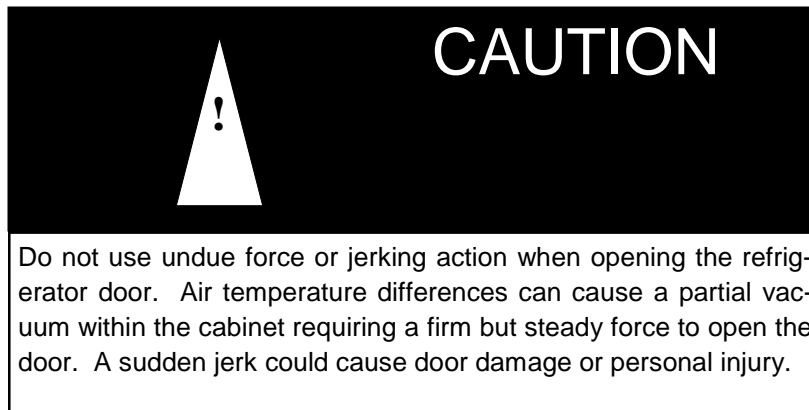 CAUTION
!
Do not use undue force or jerking action when opening the refrig-
erator door.  Air temperature differences can cause a partial vac-
uum within the cabinet requiring a firm but steady force to open the
door.  A sudden jerk could cause door damage or personal injury.